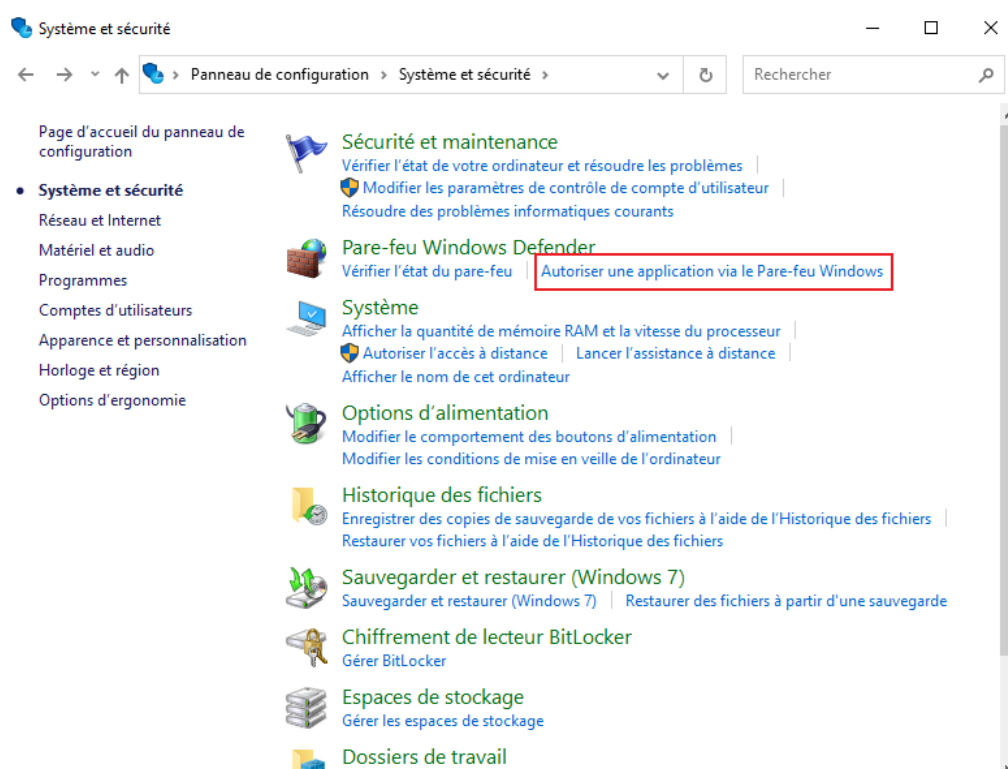 Système et sécurité
Panneau de configuration > Système et sécurité >
Rechercher
Page d'accueil du panneau de
configuration
Système et sécurité
Réseau et Internet
Matériel et audio
Programmes
Comptes d'utilisateurs
Apparence et personnalisation
Horloge et région
Options d'ergonomie
Sécurité et maintenance
Vérifier l'état de votre ordinateur et résoudre les problèmes
Modifier les paramètres de contrôle de compte d'utilisateur
Résoudre des problèmes informatiques courants
Pare-feu Windows Defender
Vérifier l'état du pare-feu | Autoriser une application via le Pare-feu Windows
Système
Afficher la quantité de mémoire RAM et la vitesse du processeur
Autoriser l'accès à distance | Lancer l'assistance à distance
Afficher le nom de cet ordinateur
Options d'alimentation
Modifier le comportement des boutons d'alimentation
Modifier les conditions de mise en veille de l'ordinateur
Historique des fichiers
Enregistrer des copies de sauvegarde de vos fichiers à l'aide de l'Historique des fichiers
Restaurer vos fichiers à l'aide de l'Historique des fichiers
Sauvegarder et restaurer (Windows 7)
Sauvegarder et restaurer (Windows 7) | Restaurer des fichiers à partir d'une sauvegarde
Chiffrement de lecteur BitLocker
Gérer BitLocker
Espaces de stockage
Gérer les espaces de stockage
Dossiers de travail